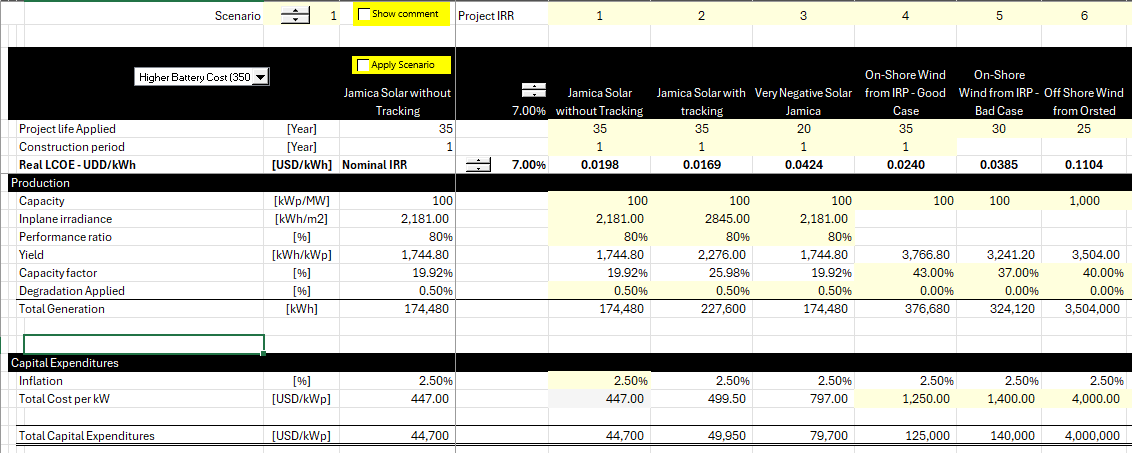 Scenario 1 Show comment Project IRR 1 2 3 4 5 6
Higher Battery Cost (350 Apply Scenario
On-Shore Wind On-Shore
Jamica Solar without Jamica Solar Jamica Solar with Very Negative Solar from IRP - Good Wind from IRP - Off Shore Wind
Tracking 7.00% without Tracking tracking Jamica Case Bad Case from Orsted
Project life Applied [Year] 35 35 35 20 35 30 25
Construction period [Year] 1 1 1 1 1
Real LCOE - UDD/kWh [USD/kWh] Nominal IRR 7.00% 0.0198 0.0169 0.0424 0.0240 0.0385 0.1104
Production
Capacity [kWp/MW] 100 100 100 100 100 100 1,000
Inplane irradiance [kWh/m2] 2,181.00 2,181.00 2845.00 2,181.00
Performance ratio [%] 80% 80% 80% 80%
Yield [kWh/kWp] 1,744.80 1,744.80 2,276.00 1,744.80 3,766.80 3,241.20 3,504.00
Capacity factor [%] 19.92% 19.92% 25.98% 19.92% 43.00% 37.00% 40.00%
Degradation Applied [%] 0.50% 0.50% 0.50% 0.50% 0.00% 0.00% 0.00%
Total Generation [kWh] 174,480 174,480 227,600 174,480 376,680 324,120 3,504,000
Capital Expenditures
Inflation [%] 2.50% 2.50% 2.50% 2.50% 2.50% 2.50% 2.50%
Total Cost per kW [USD/kWp] 447.00 447.00 499.50 797.00 1,250.00 1,400.00 4,000.00
Total Capital Expenditures [USD/kWp] 44,700 44,700 49,950 79,700 125,000 140,000 4,000,000